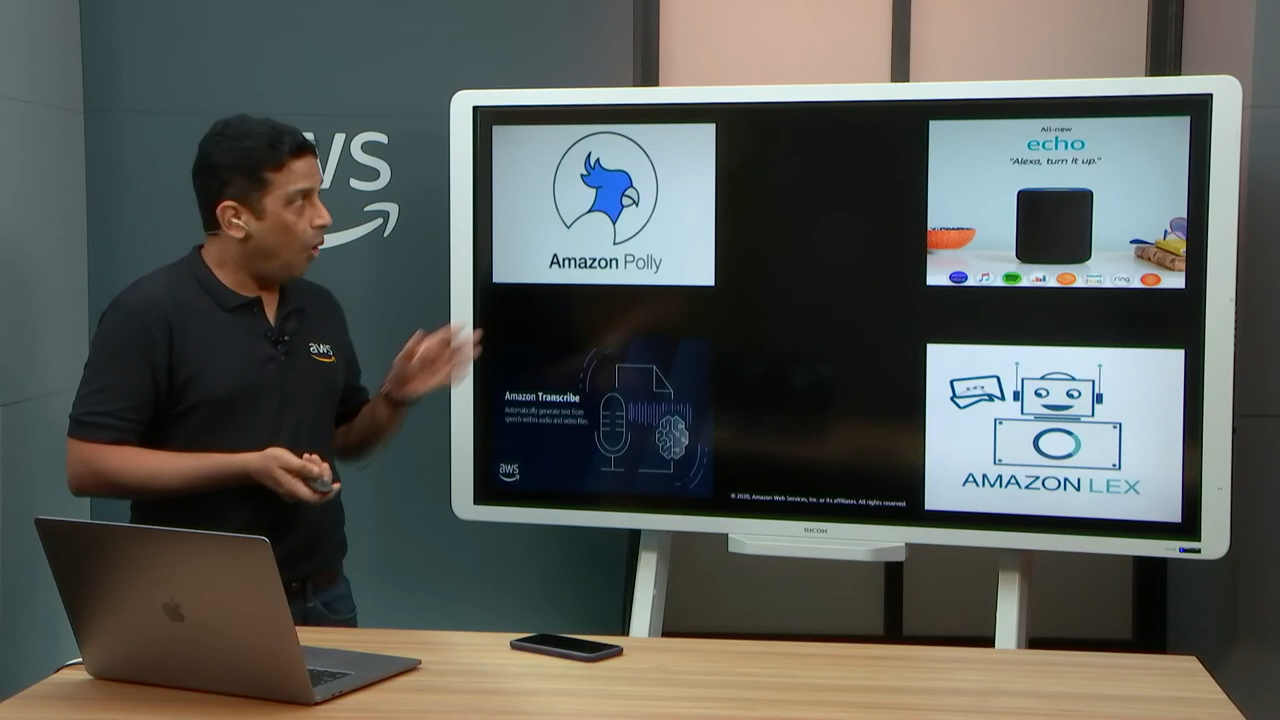 aws
aws
Amazon Polly
All-new
echo
"Alexa, turn it up."
ring
Amazon Transcribe
Automatically generate text from
speech within audio and video files
aws
AMAZON LEX
© 2020, Amazon Web Services, Inc. or its affiliates. All rights reserved.
RICOH